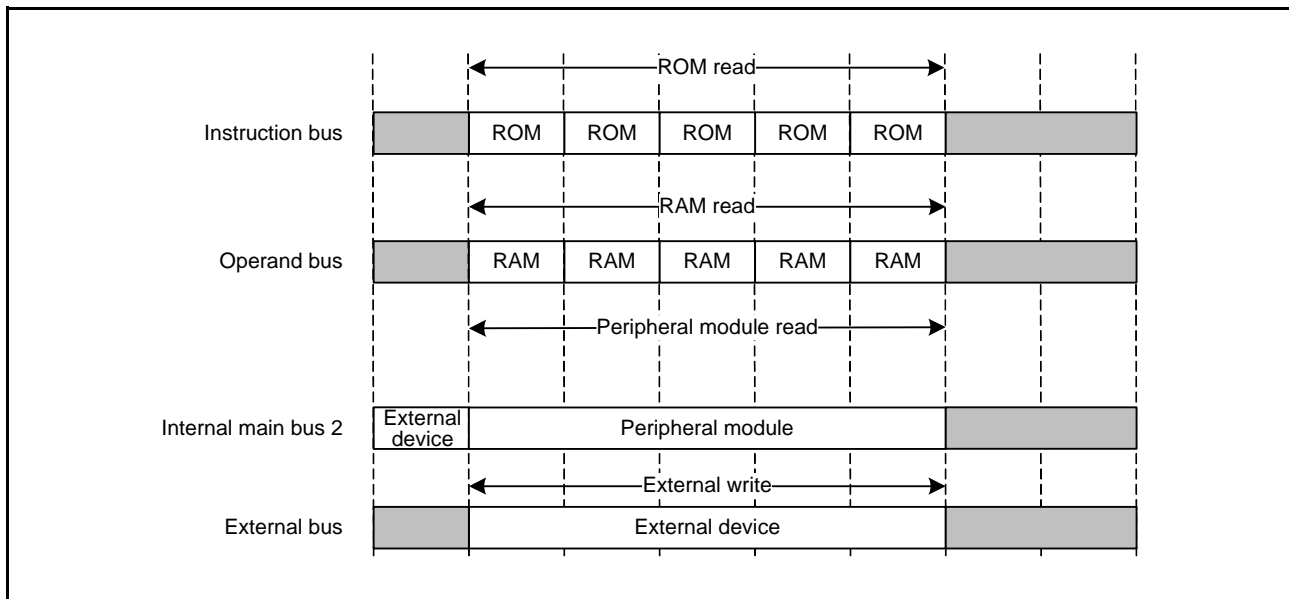 ROM read
Instruction bus ROM ROM ROM ROM ROM
RAM read
Operand bus RAM RAM RAM RAM RAM
Peripheral module read
Internal main bus 2 External device Peripheral module
External write
External bus External device